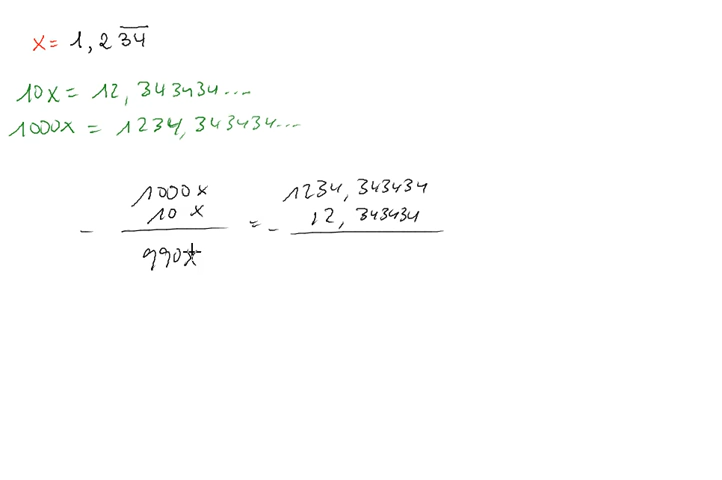 x = 1,2 3̅4̅
10x = 12,343434...
1000x = 1234,343434...
1000x 1234,343434
- 10x = - 12,343434
990x